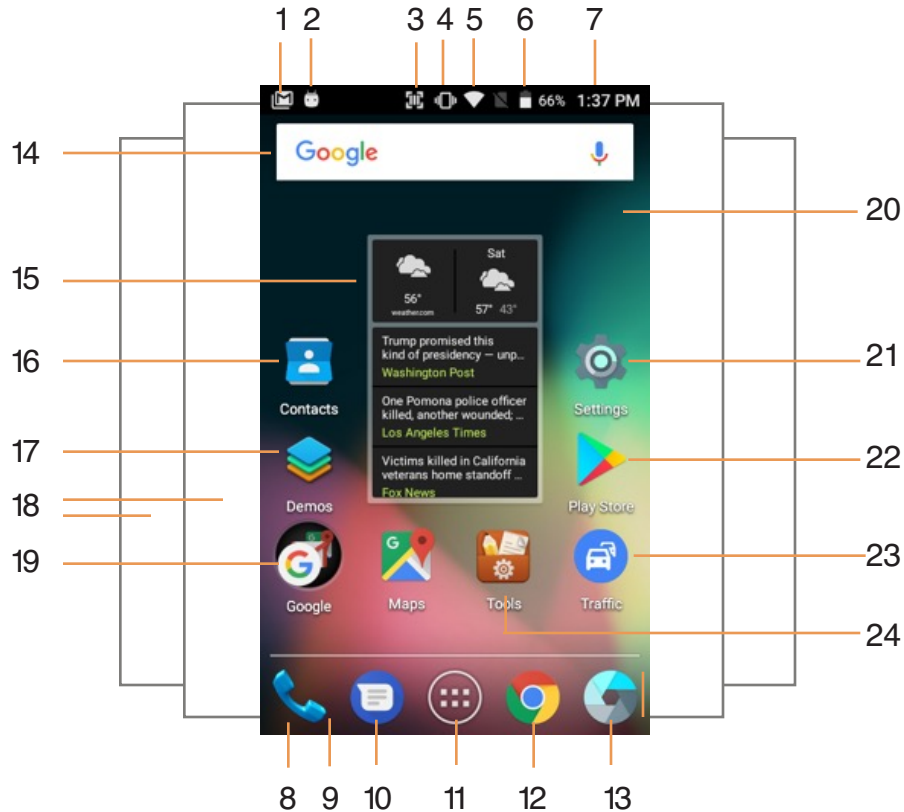 1 2 3 4 5 6 7
66% 1:37 PM
14 Google
20
Sat
15
56° 57° 43°
weather.com
Trump promised this
kind of presidency — unp...
Washington Post
16 21
Contacts Settings
One Pomona police officer
killed, another wounded; ...
Los Angeles Times
17 22
Victims killed in California
veterans home standoff ...
Fox News
Demos Play Store
18
19 23
Google Maps Tools Traffic
24
8 9 10 11 12 13